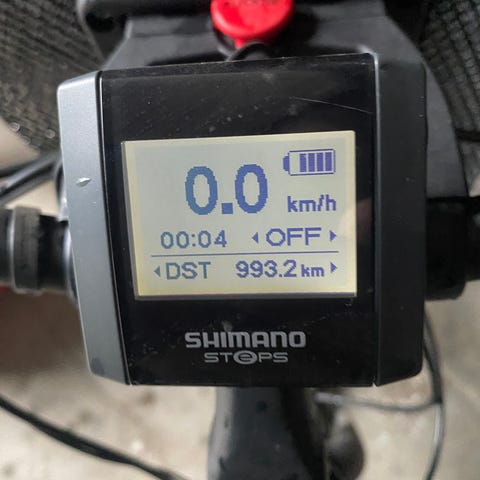 0.0 km/h
00:04 OFF
DST 993.2 km
SHIMANO
STePS